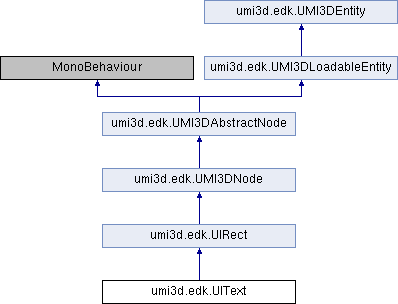 umi3d.edk.UMI3DEntity
MonoBehaviour
umi3d.edk.UMI3DLoadableEntity
umi3d.edk.UMI3DAbstractNode
umi3d.edk.UMI3DNode
umi3d.edk.UIRect
umi3d.edk.UIText